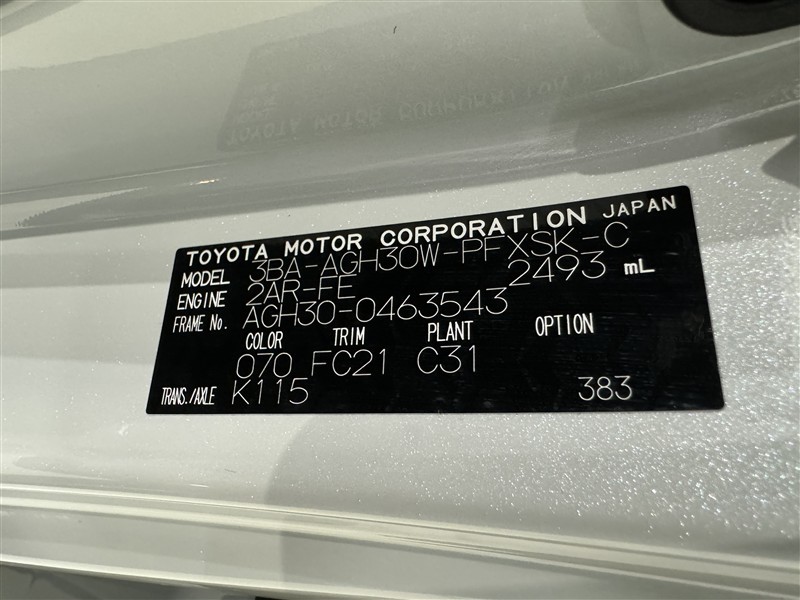 TOYOTA MOTOR CORPORATION JAPAN
MODEL 3BA-AGH30W-PFXSK-C
ENGINE 2AR-FE 2493 mL
FRAME No. AGH30-0463543
COLOR TRIM PLANT OPTION
070 FC21 C31
TRANS./AXLE K115 383